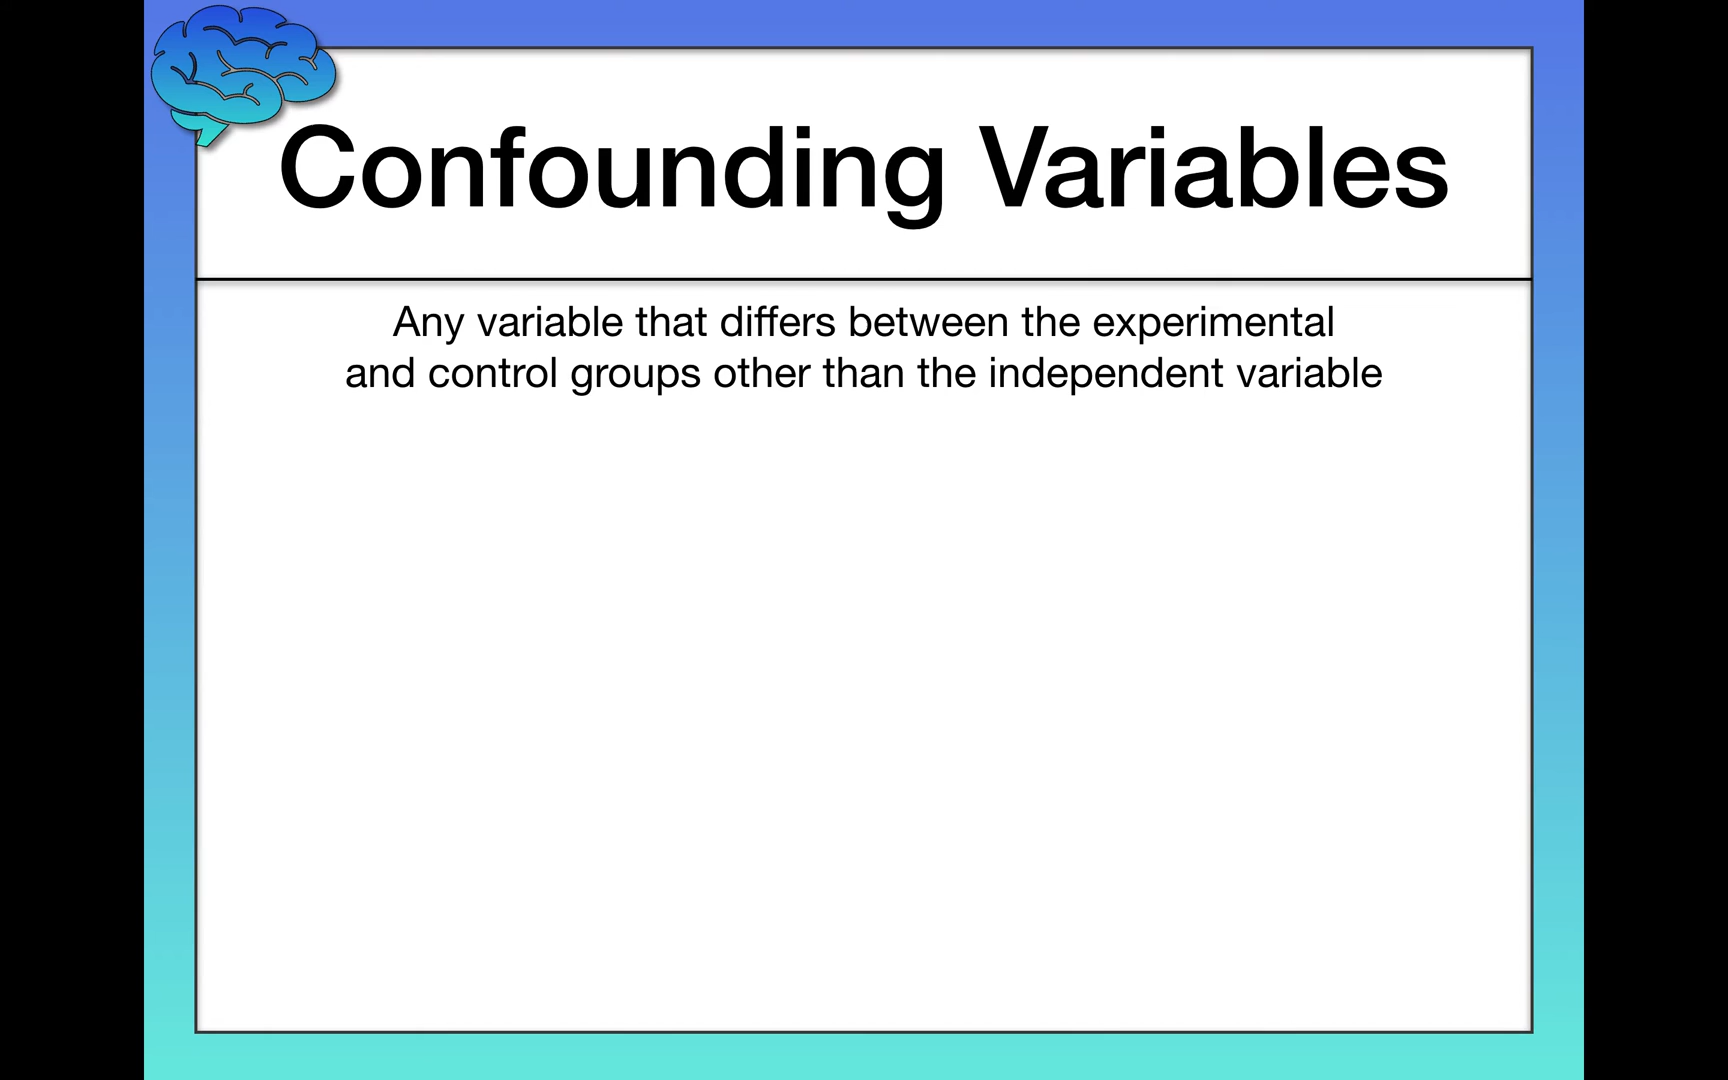 Confounding Variables
Any variable that differs between the experimental
and control groups other than the independent variable